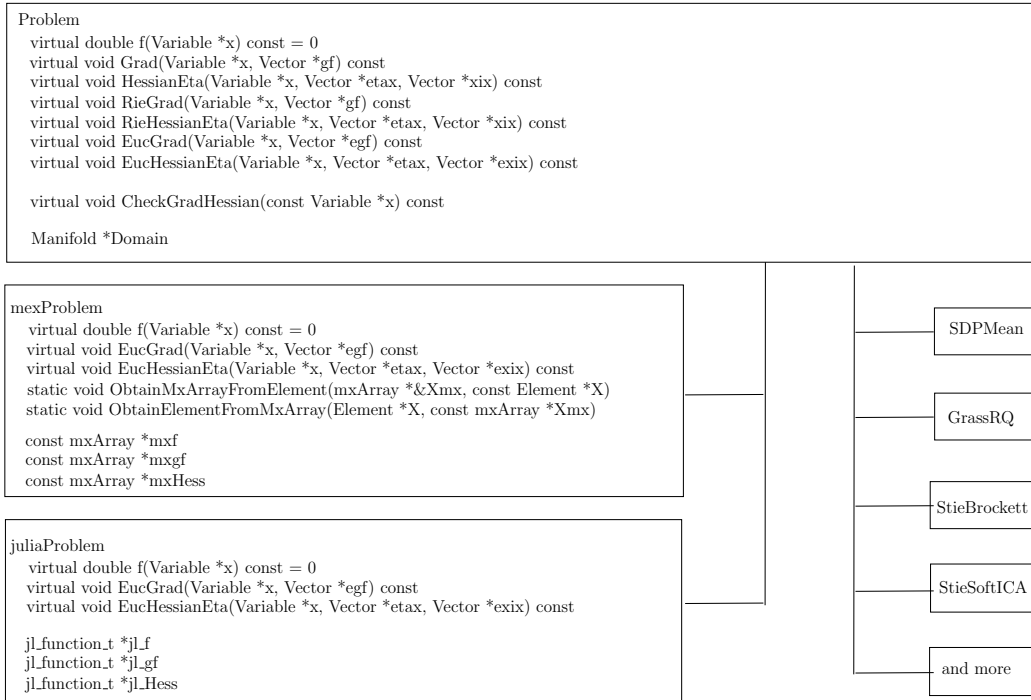 Problem
virtual double f(Variable *x) const = 0
virtual void Grad(Variable *x, Vector *gf) const
virtual void HessianEta(Variable *x, Vector *etax, Vector *xix) const
virtual void RieGrad(Variable *x, Vector *gf) const
virtual void RieHessianEta(Variable *x, Vector *etax, Vector *xix) const
virtual void EucGrad(Variable *x, Vector *egf) const
virtual void EucHessianEta(Variable *x, Vector *etax, Vector *exix) const
virtual void CheckGradHessian(const Variable *x) const
Manifold *Domain
mexProblem
virtual double f(Variable *x) const = 0
virtual void EucGrad(Variable *x, Vector *egf) const
virtual void EucHessianEta(Variable *x, Vector *etax, Vector *exix) const
static void ObtainMxArrayFromElement(mxArray *&Xmx, const Element *X)
static void ObtainElementFromMxArray(Element *X, const mxArray *Xmx)
const mxArray *mxf
const mxArray *mxgf
const mxArray *mxHess
juliaProblem
virtual double f(Variable *x) const = 0
virtual void EucGrad(Variable *x, Vector *egf) const
virtual void EucHessianEta(Variable *x, Vector *etax, Vector *exix) const
jl_function_t *jl_f
jl_function_t *jl_gf
jl_function_t *jl_Hess
SDPMean
GrassRQ
StieBrockett
StieSoftICA
and more